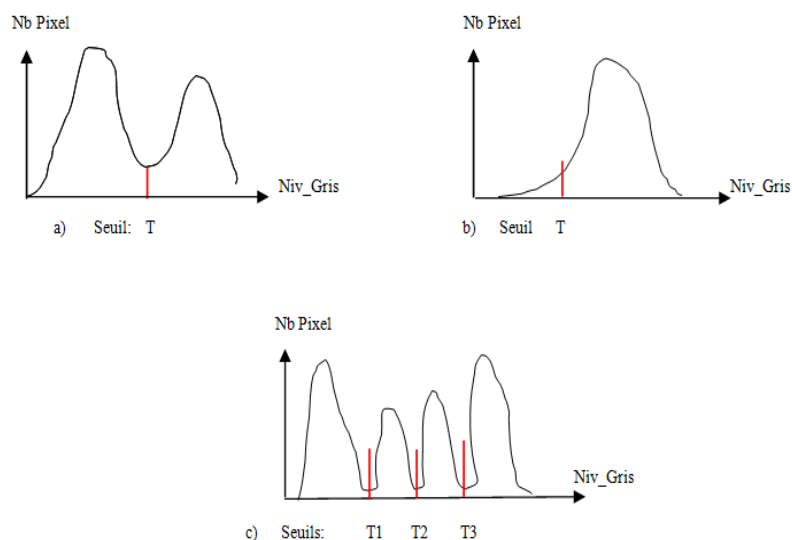 Nb Pixel
Niv_Gris
a) Seuil: T
Nb Pixel
Niv_Gris
b) Seuil T
Nb Pixel
Niv_Gris
c) Seuils: T1 T2 T3